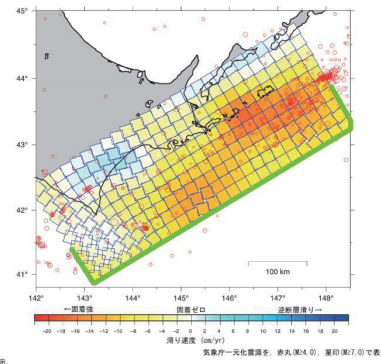 45°
44°
43°
42°
41°
100 km
142° 143° 144° 145° 146° 147° 148°
←固着強 固着ゼロ 逆断層滑り→
-20 -18 -16 -14 -12 -10 -8 -6 -4 -2 0 2 4 6 8 10 12 14 16 18 20
滑り速度 (cm/yr)
気象庁一元化震源を、赤丸(M≧4.0)、星印(M≧7.0)で表
示